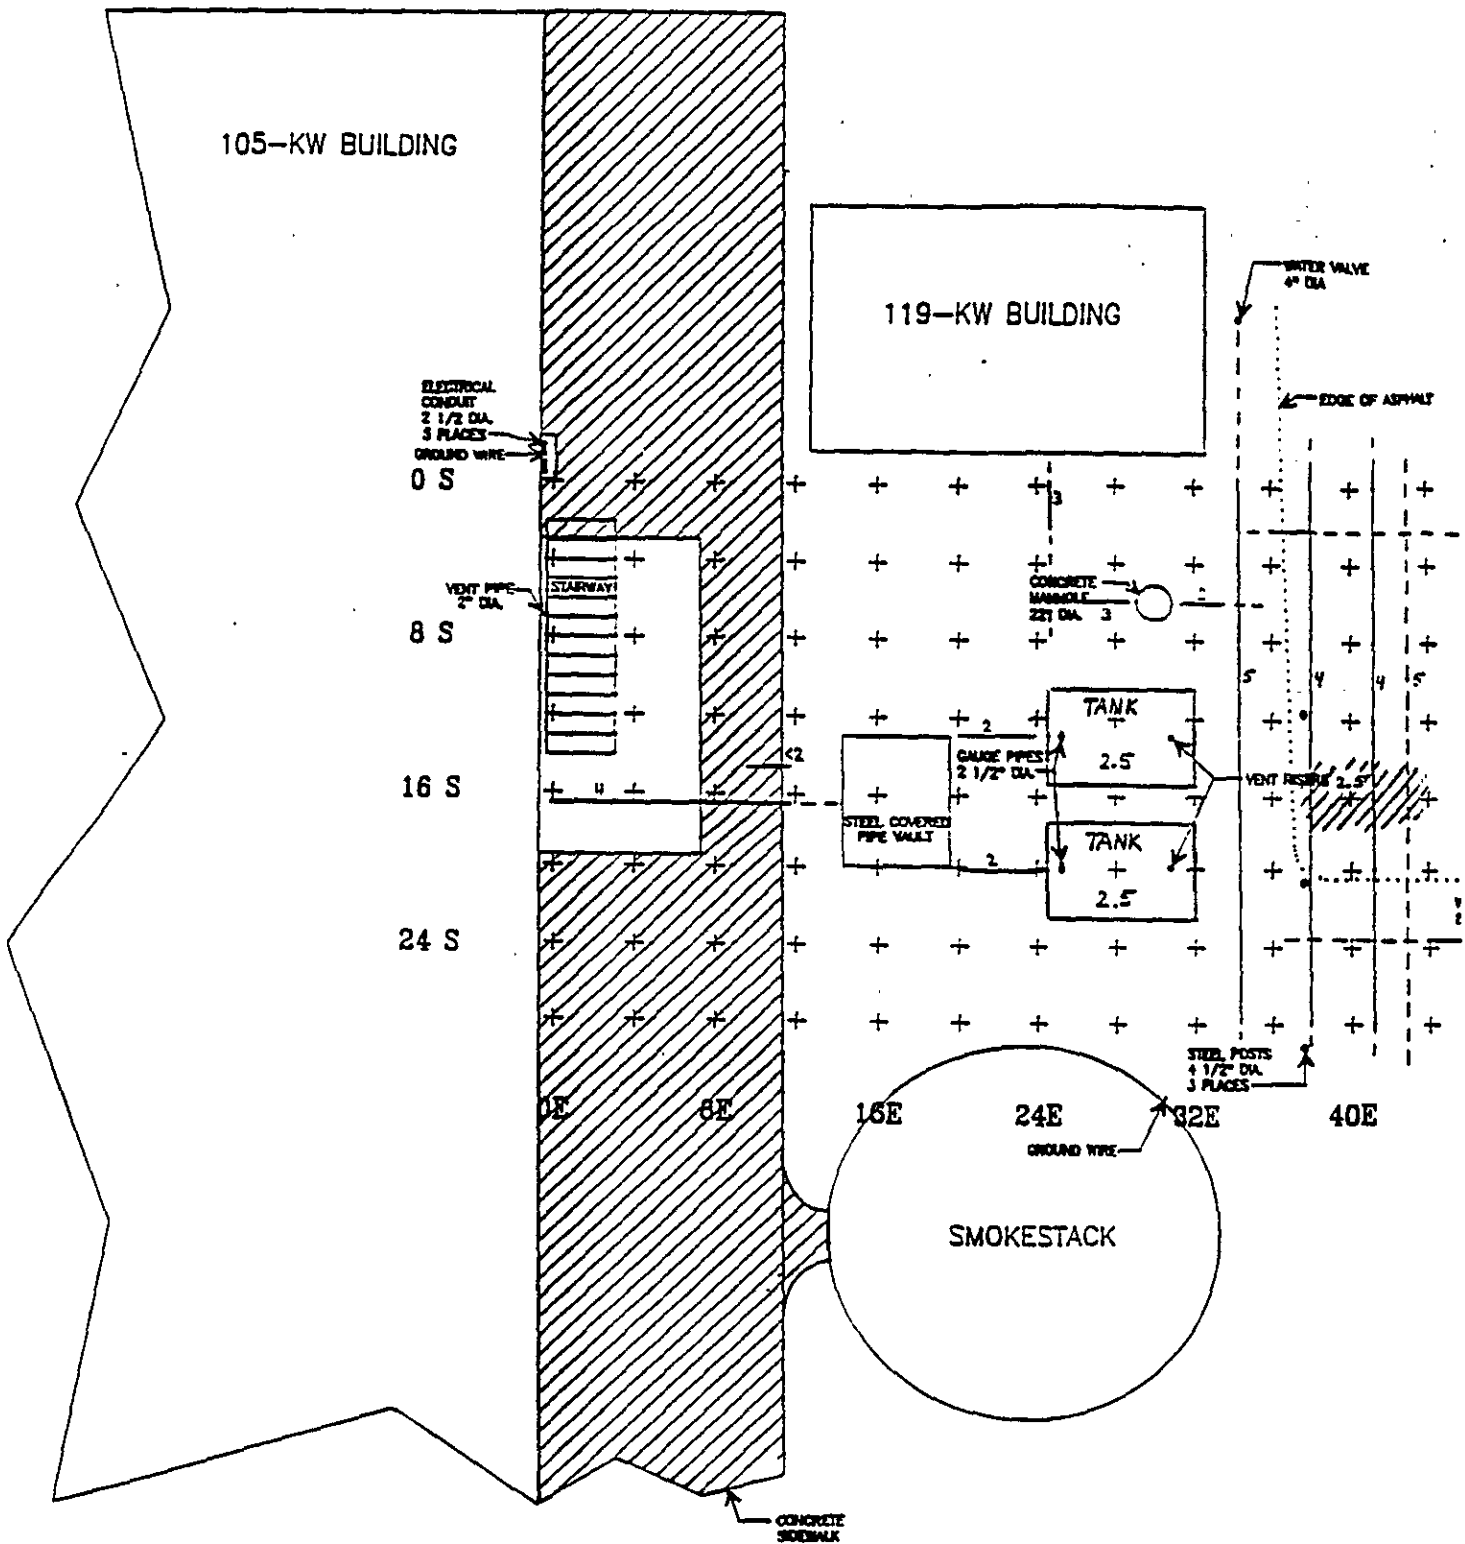 105-KW BUILDING
119-KW BUILDING
WATER VALVE
4" DIA
EDGE OF ASPHALT
ELECTRICAL
CONDUIT
2 1/2 DIA.
5 PLACES
GROUND WIRE
0 S
3
VENT PIPE
2" DIA.
STAIRWAY
CONCRETE
MANHOLE
22" DIA.
3
8 S
5
4
4
5
TANK
2.5
2
<2
GAUGE PIPES
2 1/2" DIA.
VENT RISERS
2.5
16 S
4
STEEL COVERED
PIPE VAULT
TANK
2.5
2
24 S
STEEL POSTS
4 1/2" DIA.
3 PLACES
0E
8E
16E
24E
32E
40E
GROUND WIRE
SMOKESTACK
CONCRETE
SIDEWALK